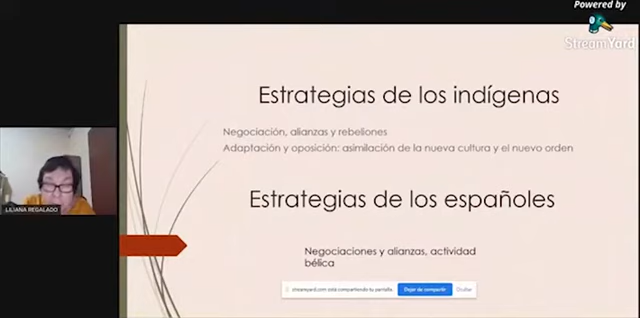 Powered by
StreamYard
Estrategias de los indígenas
Negociación, alianzas y rebeliones
Adaptación y oposición: asimilación de la nueva cultura y el nuevo orden
Estrategias de los españoles
LILIANA REGALADO
Negociaciones y alianzas, actividad
bélica
streamyard.com está compartiendo tu pantalla.
Dejar de compartir
Ocultar